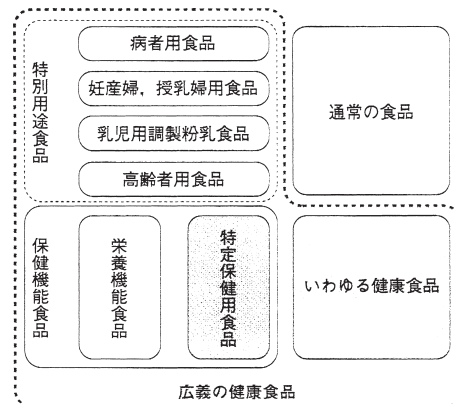 特別用途食品
病者用食品
妊産婦，授乳婦用食品
乳児用調製粉乳食品
高齢者用食品
通常の食品
保健機能食品
栄養機能食品
特定保健用食品
いわゆる健康食品
広義の健康食品